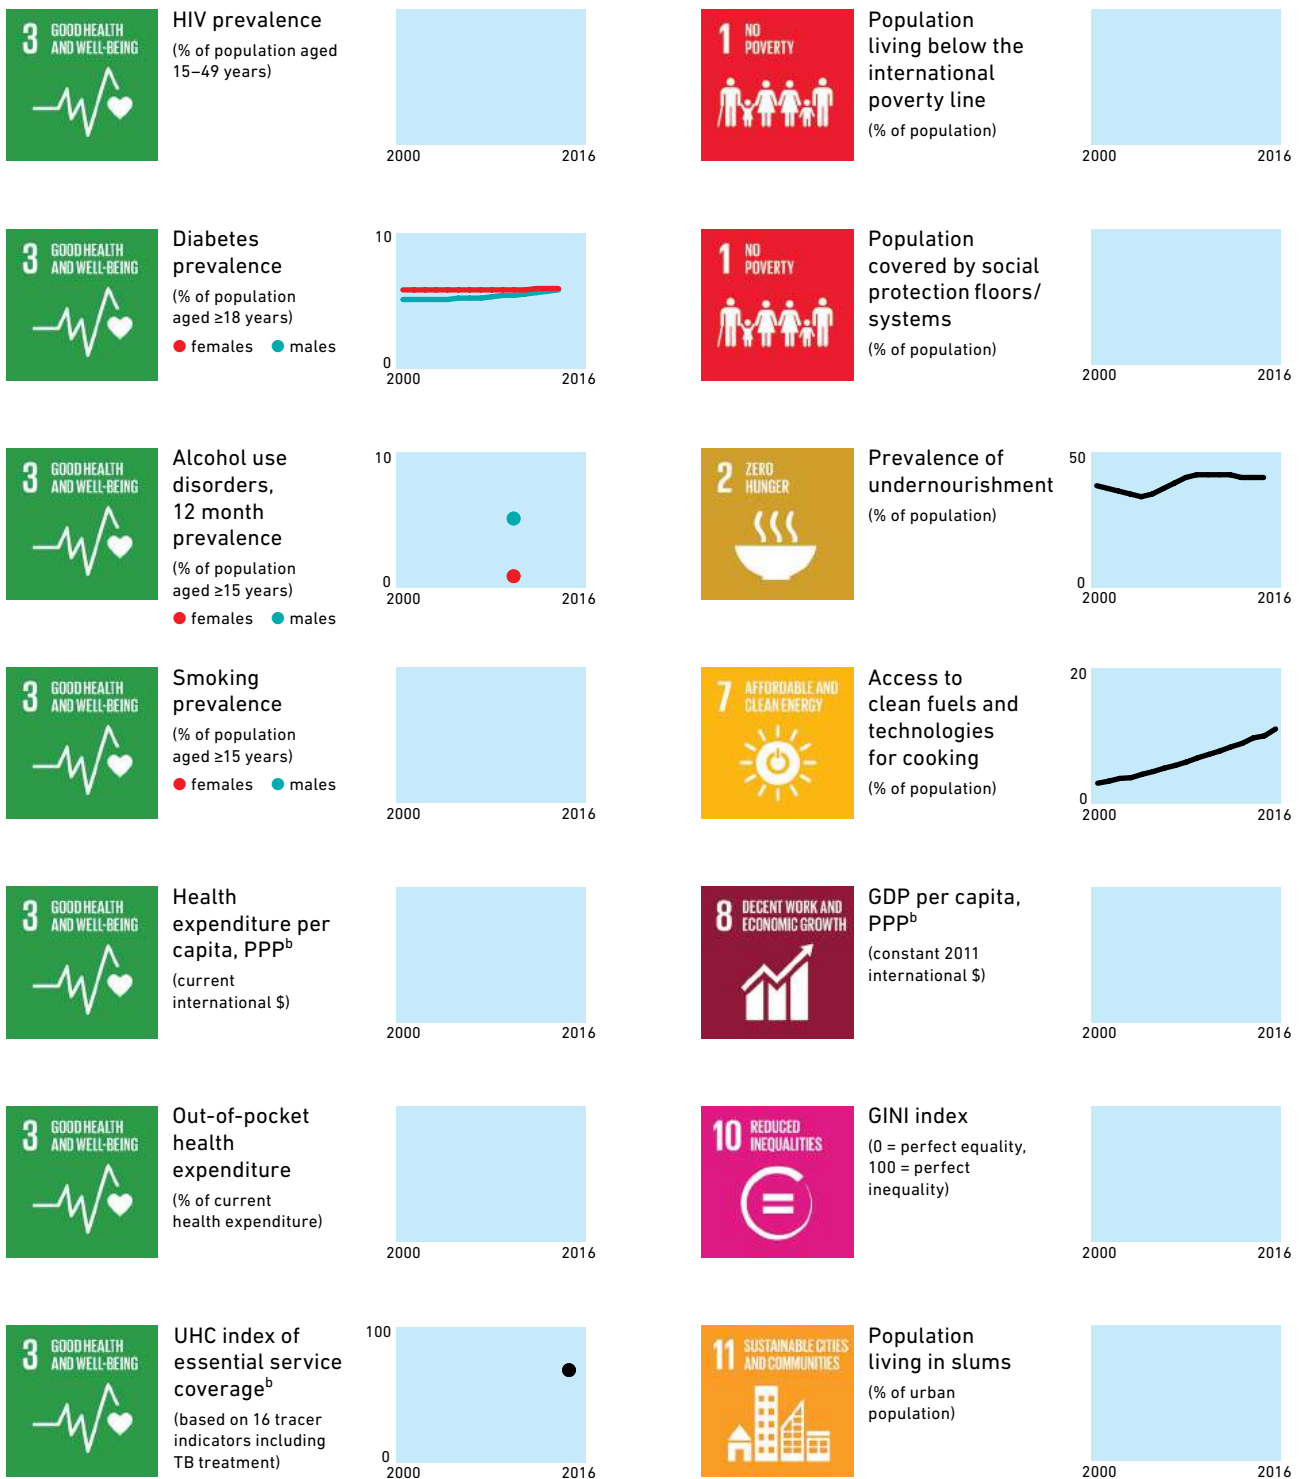 3 GOOD HEALTH
AND WELL-BEING
HIV prevalence
(% of population aged
15–49 years)
2000 2016
3 GOOD HEALTH
AND WELL-BEING
Diabetes
prevalence
(% of population
aged ≥18 years)
females males
10
0
2000 2016
3 GOOD HEALTH
AND WELL-BEING
Alcohol use
disorders,
12 month
prevalence
(% of population
aged ≥15 years)
females males
10
0
2000 2016
3 GOOD HEALTH
AND WELL-BEING
Smoking
prevalence
(% of population
aged ≥15 years)
females males
2000 2016
3 GOOD HEALTH
AND WELL-BEING
Health
expenditure per
capita, PPPᵇ
(current
international $)
2000 2016
3 GOOD HEALTH
AND WELL-BEING
Out-of-pocket
health
expenditure
(% of current
health expenditure)
2000 2016
3 GOOD HEALTH
AND WELL-BEING
UHC index of
essential service
coverageᵇ
(based on 16 tracer
indicators including
TB treatment)
100
0
2000 2016
1 NO
POVERTY
Population
living below the
international
poverty line
(% of population)
2000 2016
1 NO
POVERTY
Population
covered by social
protection floors/
systems
(% of population)
2000 2016
2 ZERO
HUNGER
Prevalence of
undernourishment
(% of population)
50
0
2000 2016
7 AFFORDABLE AND
CLEAN ENERGY
Access to
clean fuels and
technologies
for cooking
(% of population)
20
0
2000 2016
8 DECENT WORK AND
ECONOMIC GROWTH
GDP per capita,
PPPᵇ
(constant 2011
international $)
2000 2016
10 REDUCED
INEQUALITIES
GINI index
(0 = perfect equality,
100 = perfect
inequality)
2000 2016
11 SUSTAINABLE CITIES
AND COMMUNITIES
Population
living in slums
(% of urban
population)
2000 2016